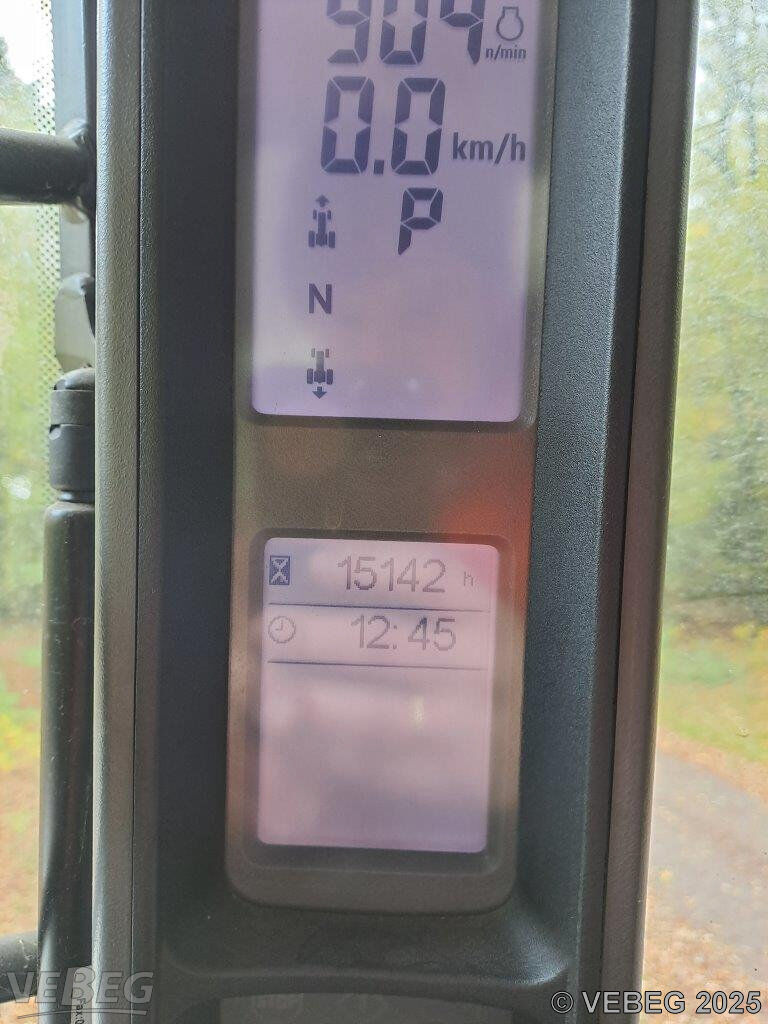 904
n/min
0.0 km/h
P
N
15142 h
12:45
VEBEG
© VEBEG 2025